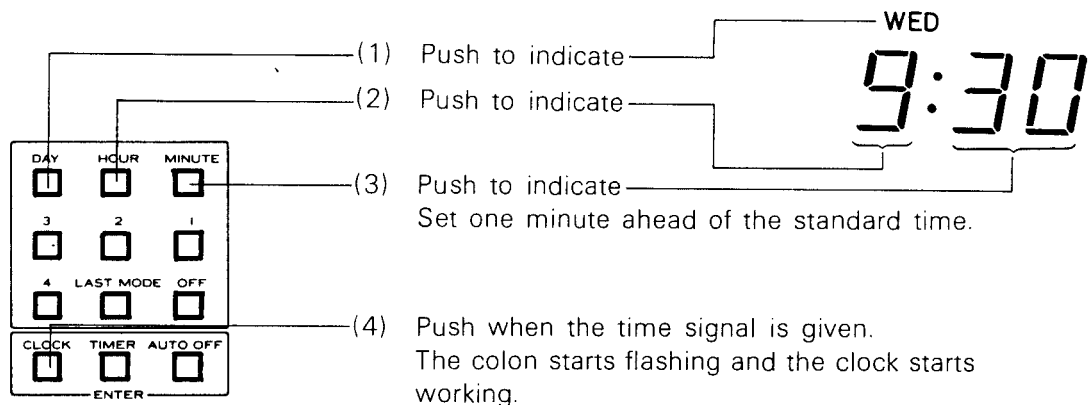 WED
9:30
(1) Push to indicate
(2) Push to indicate
(3) Push to indicate
Set one minute ahead of the standard time.
(4) Push when the time signal is given.
The colon starts flashing and the clock starts
working.
DAY HOUR MINUTE
3 2 1
4 LAST MODE OFF
CLOCK TIMER AUTO OFF
ENTER